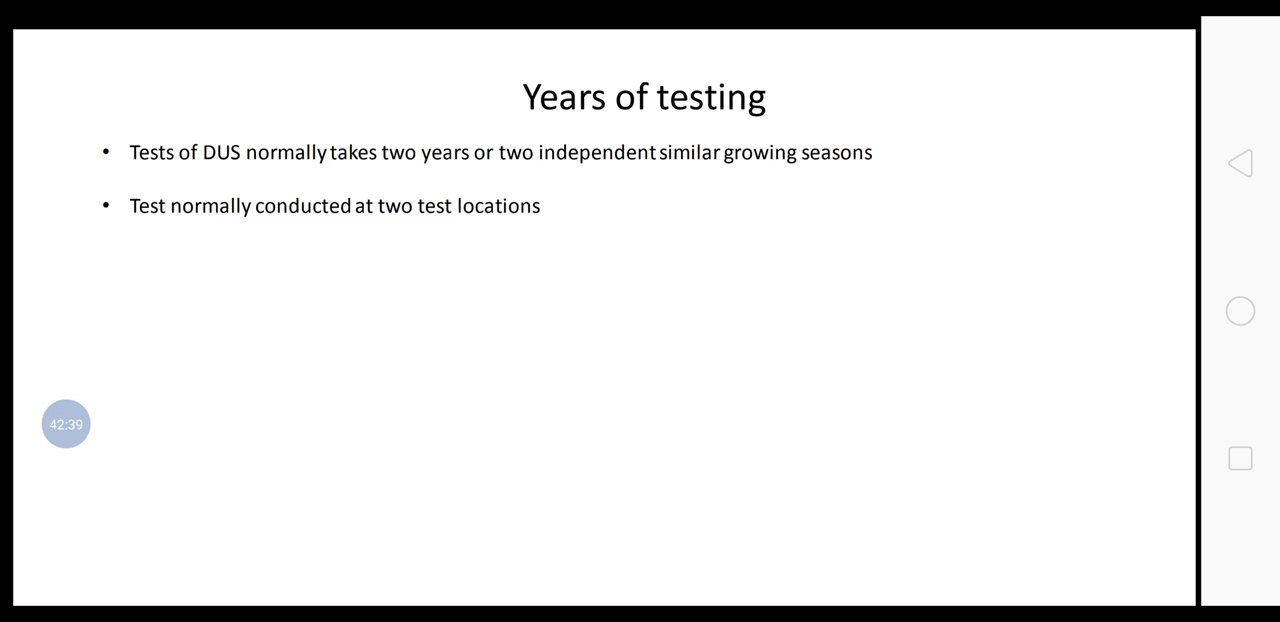 Years of testing
• Tests of DUS normally takes two years or two independent similar growing seasons
• Test normally conducted at two test locations
42:39